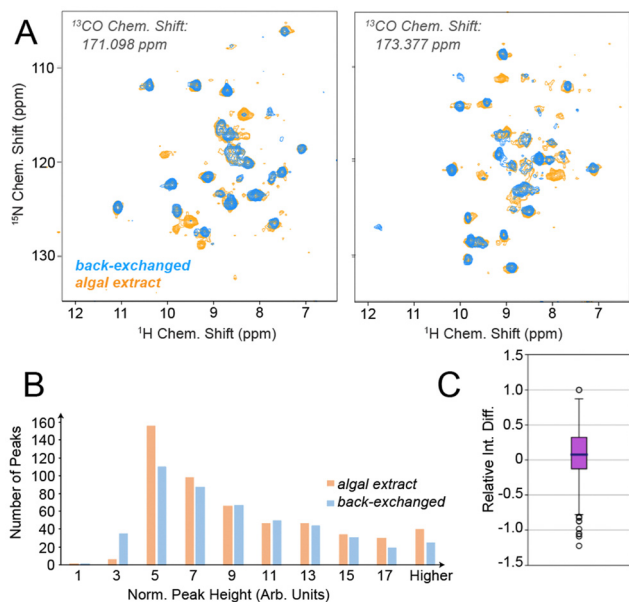 A
¹³CO Chem. Shift:
171.098 ppm
¹³CO Chem. Shift:
173.377 ppm
¹⁵N Chem. Shift (ppm)
110
120
130
back-exchanged
algal extract
12 11 10 9 8 7
12 11 10 9 8 7
¹H Chem. Shift (ppm)
¹H Chem. Shift (ppm)
B
Number of Peaks
160
140
120
100
80
60
40
20
0
algal extract
back-exchanged
1 3 5 7 9 11 13 15 17 Higher
Norm. Peak Height (Arb. Units)
C
Relative Int. Diff.
1.5
1.0
0.5
0
-0.5
-1.0
-1.5